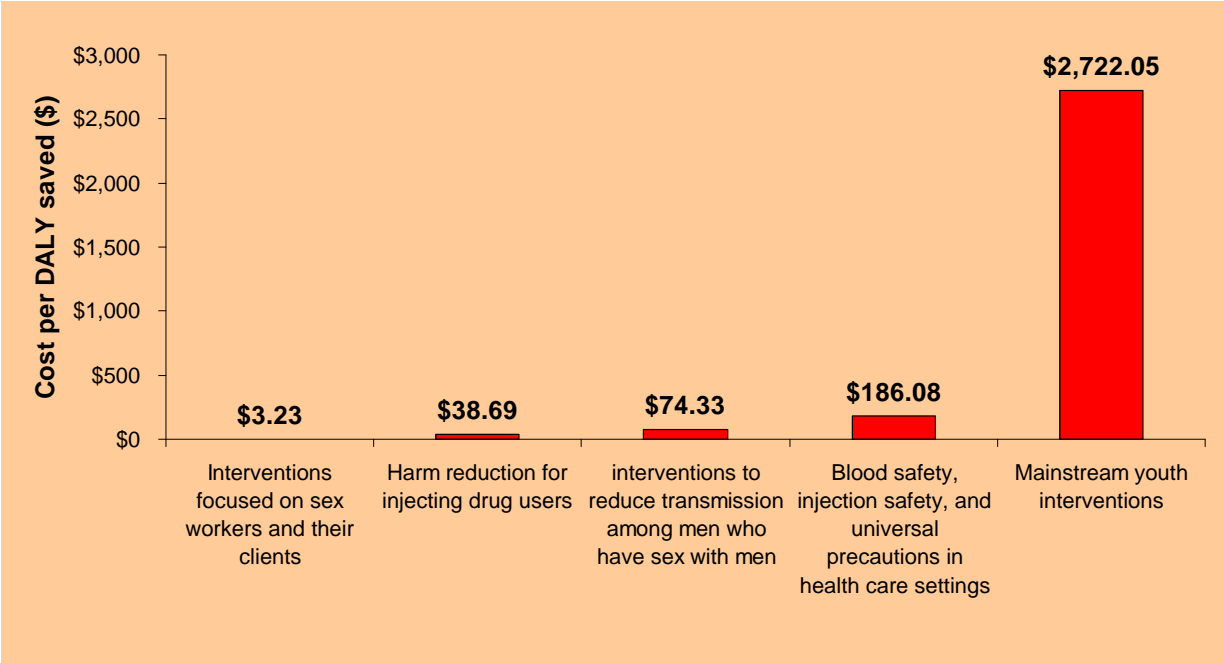 Cost per DALY saved ($)
$3,000
$2,500
$2,000
$1,500
$1,000
$500
$0
$3.23
$38.69
$74.33
$186.08
$2,722.05
Interventions
focused on sex
workers and their
clients
Harm reduction for
injecting drug users
interventions to
reduce transmission
among men who
have sex with men
Blood safety,
injection safety, and
universal
precautions in
health care settings
Mainstream youth
interventions